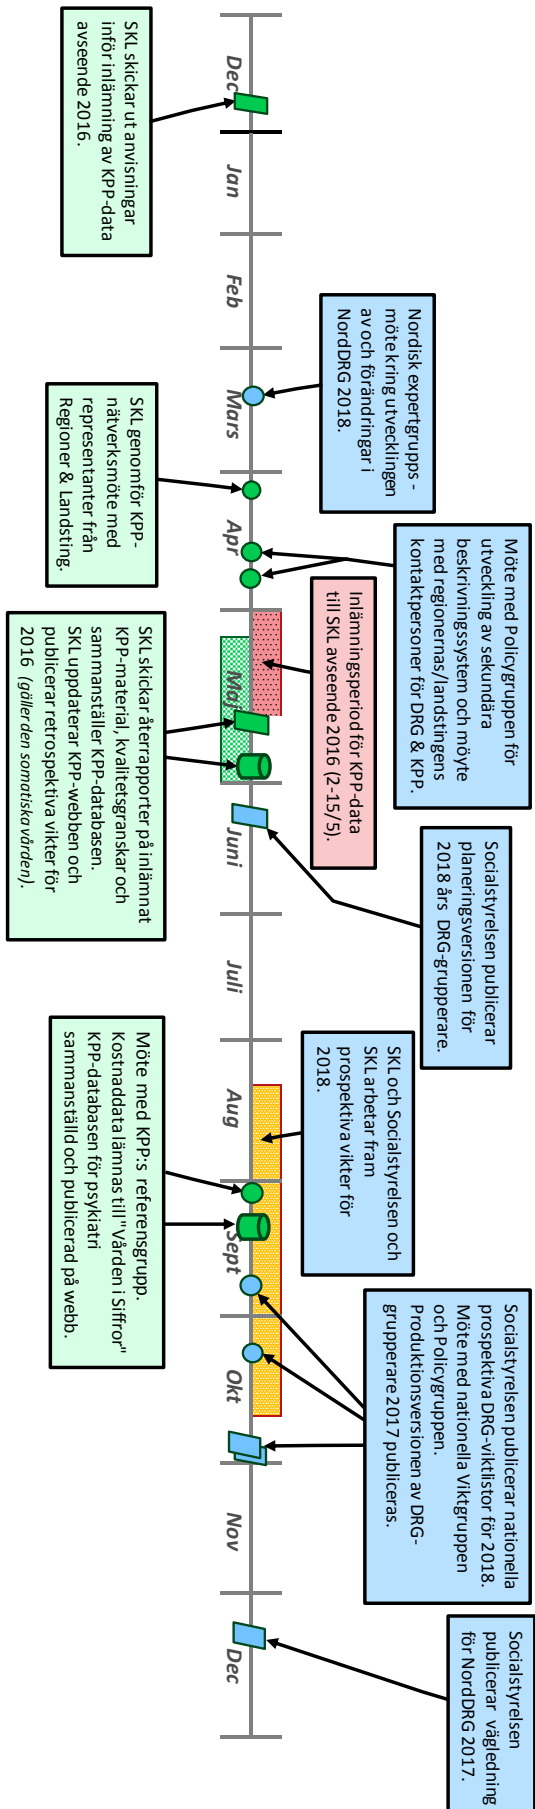 Nordisk expertgrupps -
möte kring utvecklingen
av och förändringar i
NordDRG 2018.
Möte med Policygruppen för
utveckling av sekundära
beskrivningssystem och möyte
med regionernas/landstingens
kontaktpersoner för DRG & KPP.
Socialstyrelsen publicerar
planeringsversionen för
2018 års DRG-grupperare.
SKL och Socialstyrelsen och
SKL arbetar fram
prospektiva vikter för
2018.
Socialstyrelsen publicerar nationella
prospektiva DRG-viktlistor för 2018.
Möte med nationella Viktgruppen
och Policygruppen.
Produktionsversionen av DRG-
grupperare 2017 publiceras.
Socialstyrelsen
publicerar vägledning
för NordDRG 2017.
Inlämningsperiod för KPP-data
till SKL avseende 2016 (2-15/5).
Dec
Jan
Feb
Mars
Apr
Maj
Juni
Juli
Aug
Sept
Okt
Nov
Dec
SKL skickar ut anvisningar
inför inlämning av KPP-data
avseende 2016.
SKL genomför KPP-
nätverksmöte med
representanter från
Regioner & Landsting.
SKL skickar återrapporter på inlämnat
KPP-material, kvalitetsgranskar och
sammanställer KPP-databasen.
SKL uppdaterar KPP-webben och
publicerar retrospektiva vikter för
2016 (gäller den somatiska vården).
Möte med KPP:s referensgrupp.
Kostnaddata lämnas till "Vården i Siffror"
KPP-databasen för psykiatri
sammanställd och publicerad på webb.